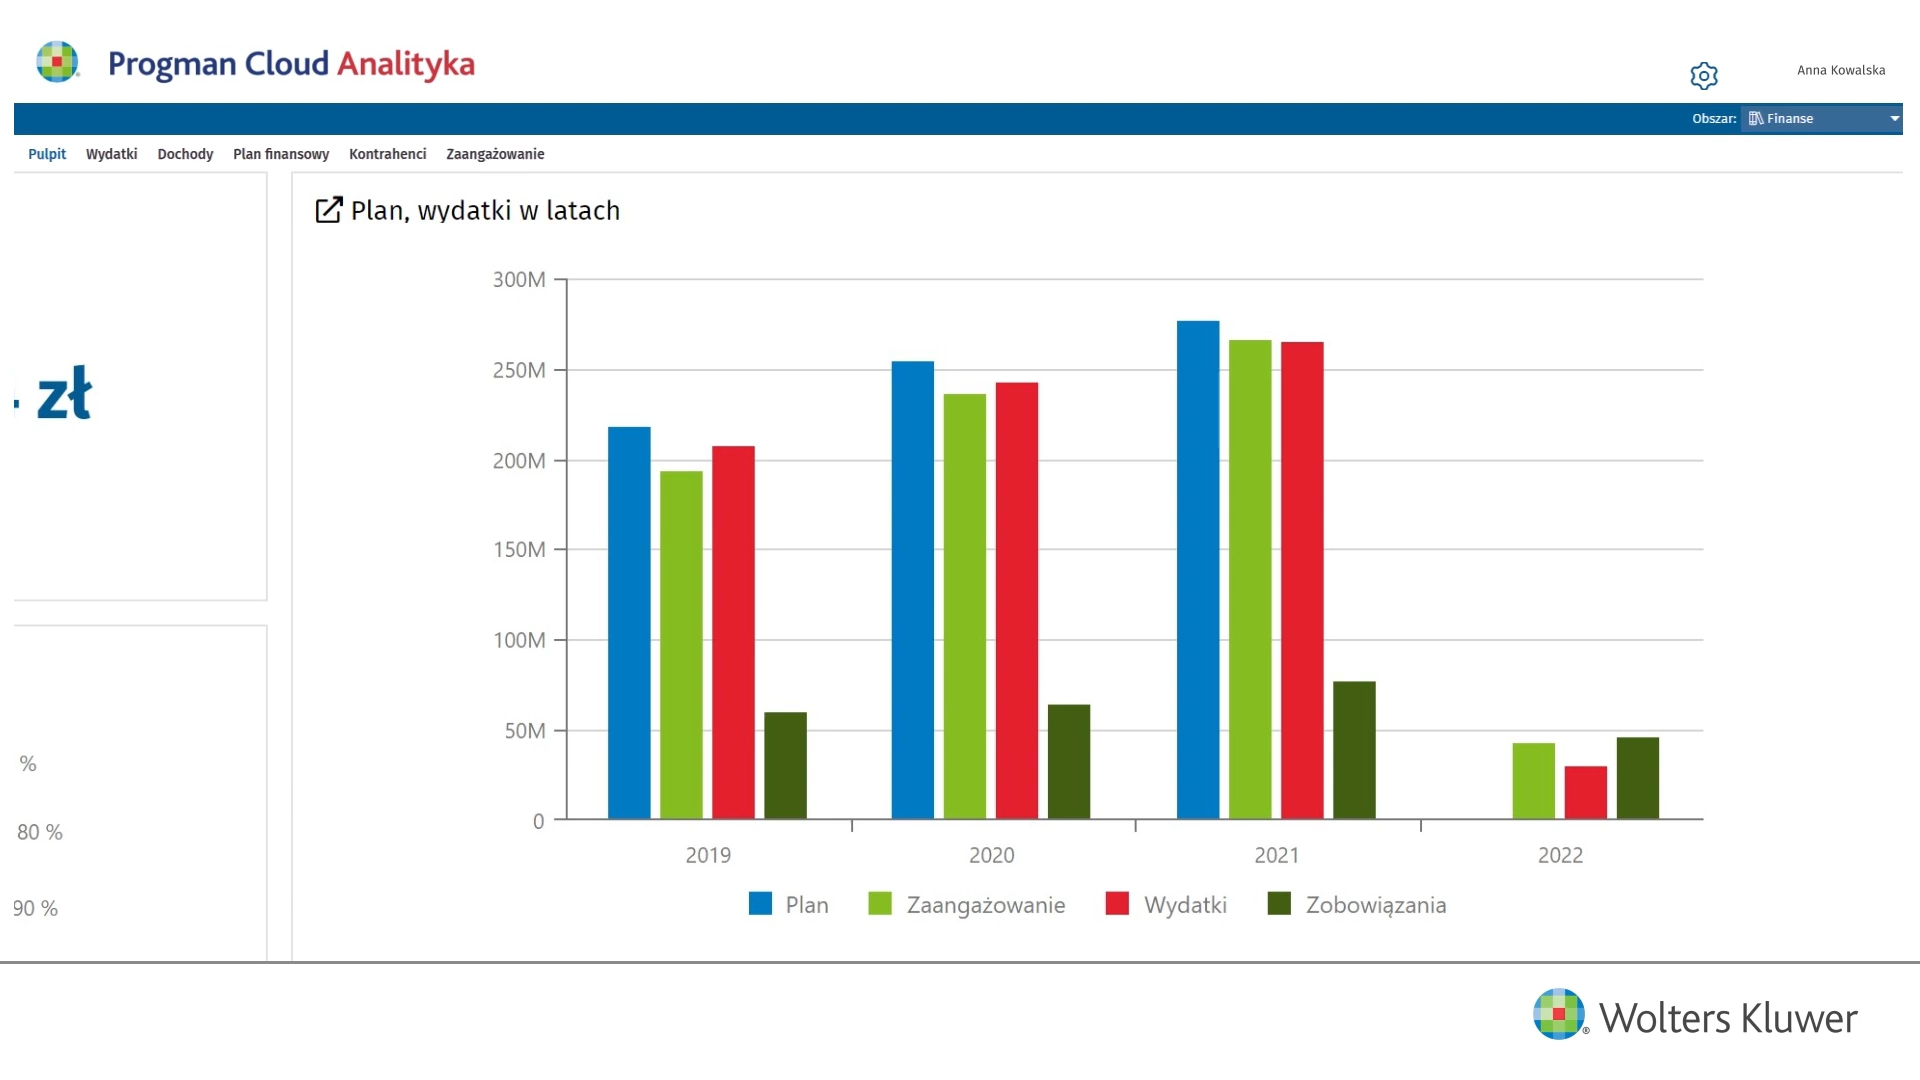 Progman Cloud Analityka
Anna Kowalska
Obszar: Finanse
Pulpit Wydatki Dochody Plan finansowy Kontrahenci Zaangażowanie
Plan, wydatki w latach
zł
%
80 %
90 %
300M
250M
200M
150M
100M
50M
0
2019 2020 2021 2022
Plan Zaangażowanie Wydatki Zobowiązania
Wolters Kluwer